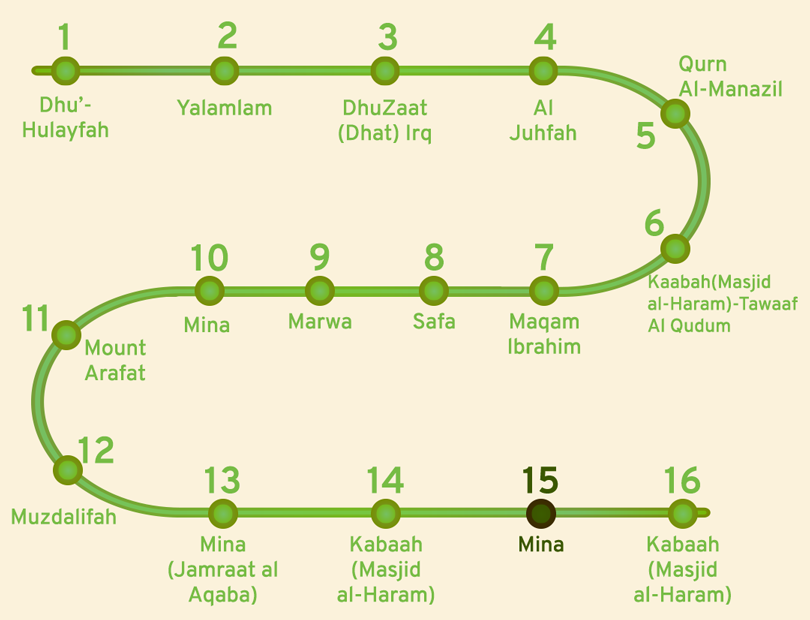 1
2
3
4
Dhu'-
Hulayfah
Yalamlam
DhuZaat
(Dhat) Irq
Al
Juhfah
Qurn
Al-Manazil
5
6
Kaabah(Masjid
al-Haram)-Tawaaf
Al Qudum
10
9
8
7
Mina
Marwa
Safa
Maqam
Ibrahim
11
Mount
Arafat
12
Muzdalifah
13
14
15
16
Mina
(Jamraat al
Aqaba)
Kabaah
(Masjid
al-Haram)
Mina
Kabaah
(Masjid
al-Haram)